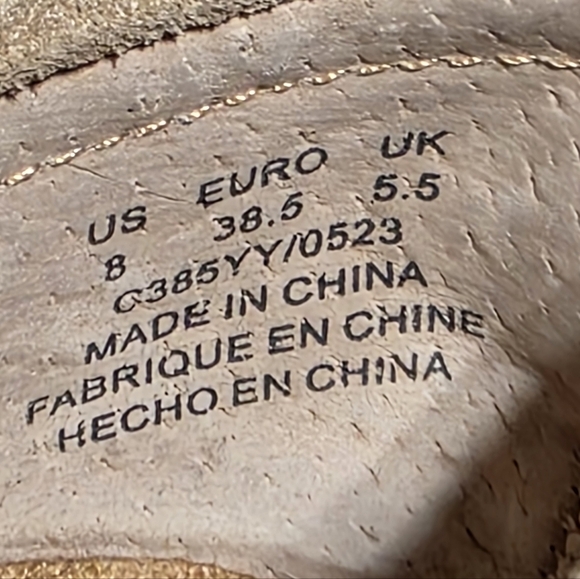 US EURO UK
8 38.5 5.5
C385YY/0523
MADE IN CHINA
FABRIQUE EN CHINE
HECHO EN CHINA